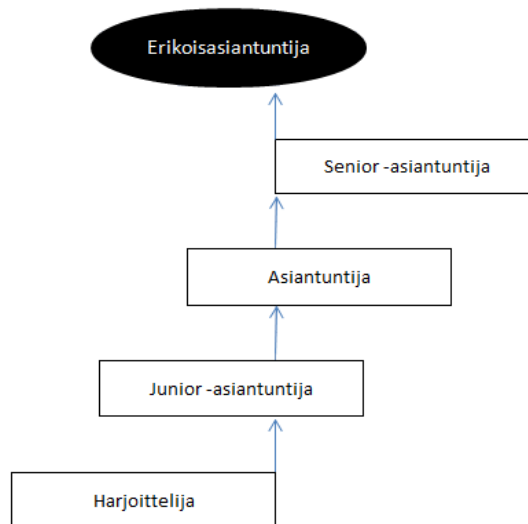 Erikoisasiantuntija
Senior -asiantuntija
Asiantuntija
Junior -asiantuntija
Harjoittelija